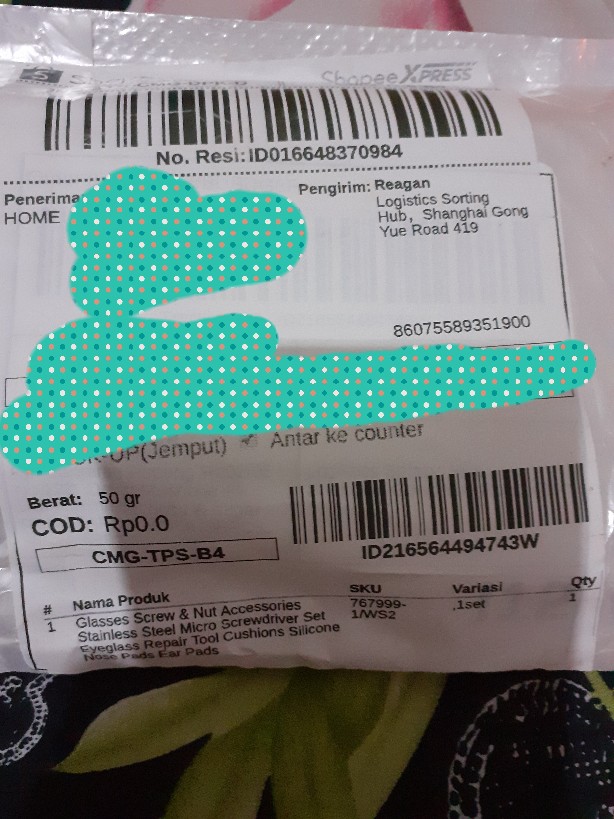 Shopee XPRESS
No. Resi: ID016648370984
Penerima
HOME
Pengirim: Reagan
Logistics Sorting
Hub, Shanghai Gong
Yue Road 419
86075589351900
UP(Jemput) ✓ Antar ke counter
Berat: 50 gr
COD: Rp0.0
CMG-TPS-B4
ID216564494743W
# Nama Produk SKU Variasi Qty
1 Glasses Screw & Nut Accessories 767999- ,1set 1
Stainless Steel Micro Screwdriver Set 1/WS2
Eyeglass Repair Tool Cushions Silicone
Nose Pads Ear Pads